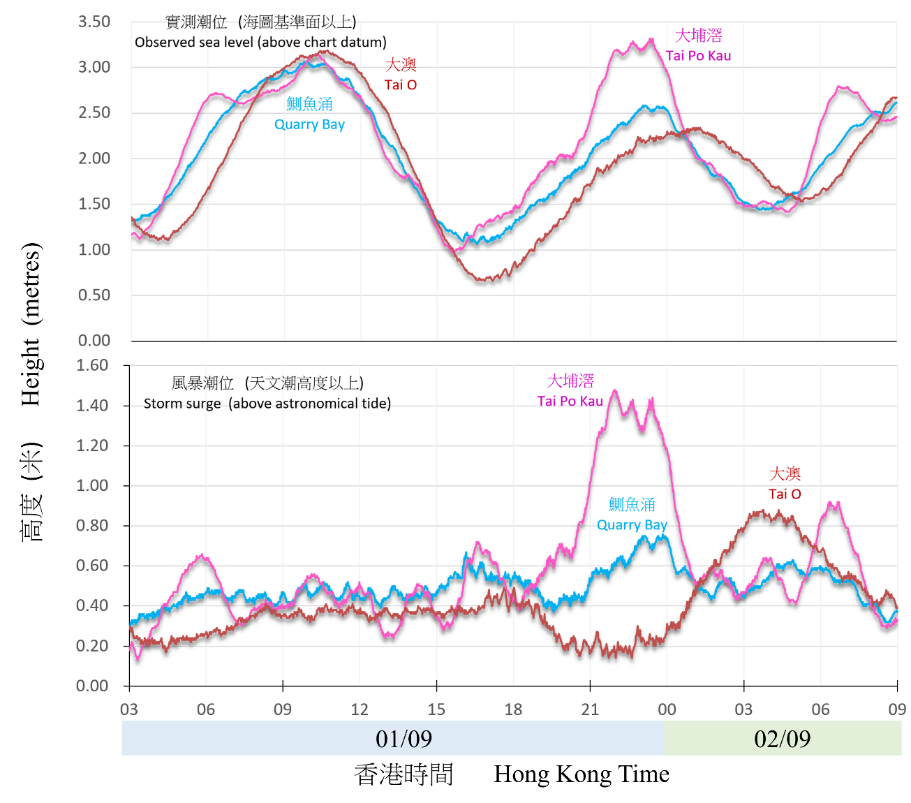 3.50
3.00
2.50
2.00
1.50
1.00
0.50
0.00
實測潮位 (海圖基準面以上)
Observed sea level (above chart datum)
大澳
Tai O
鰂魚涌
Quarry Bay
大埔滘
Tai Po Kau
1.60
1.40
1.20
1.00
0.80
0.60
0.40
0.20
0.00
風暴潮位 (天文潮高度以上)
Storm surge (above astronomical tide)
大埔滘
Tai Po Kau
鰂魚涌
Quarry Bay
大澳
Tai O
高度 (米) Height (metres)
03 06 09 12 15 18 21 00 03 06 09
01/09 02/09
香港時間 Hong Kong Time